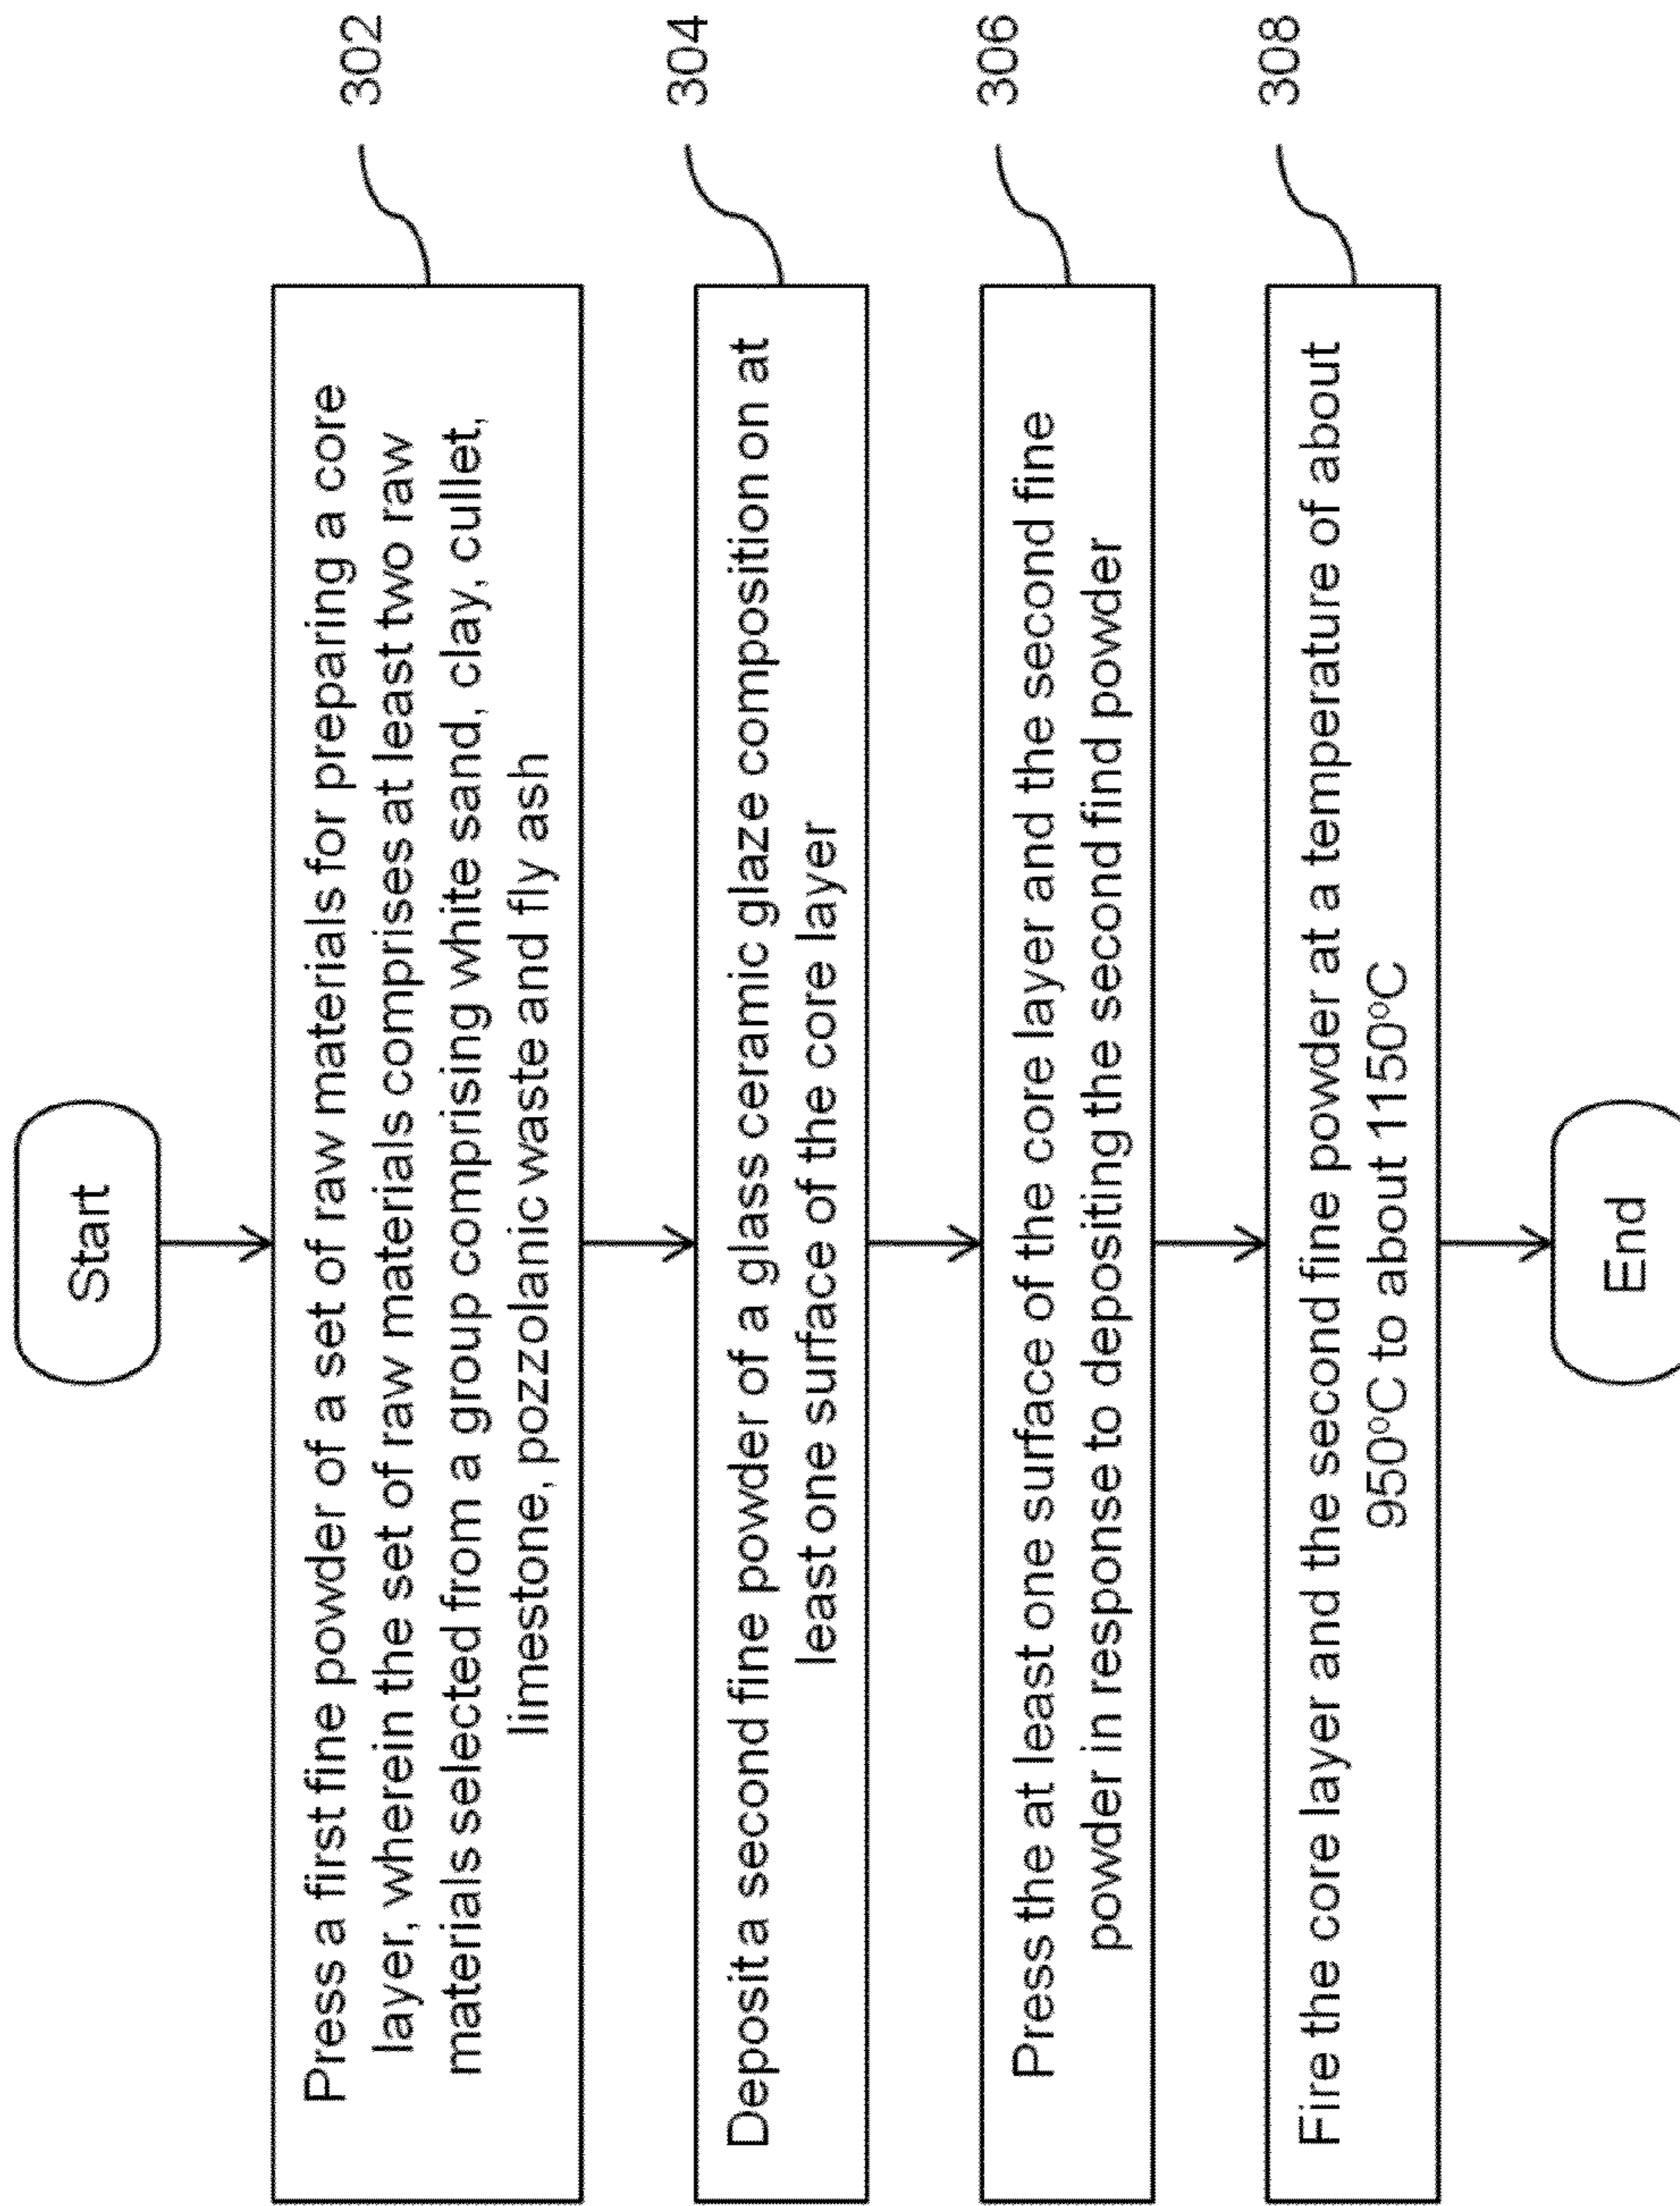 Start
Press a first fine powder of a set of raw materials for preparing a core
layer, wherein the set of raw materials comprises at least two raw
materials selected from a group comprising white sand, clay, cullet,
limestone, pozzolanic waste and fly ash
302
Deposit a second fine powder of a glass ceramic glaze composition on at
least one surface of the core layer
304
Press the at least one surface of the core layer and the second fine
powder in response to depositing the second find powder
306
Fire the core layer and the second fine powder at a temperature of about
950ºC to about 1150ºC
308
End